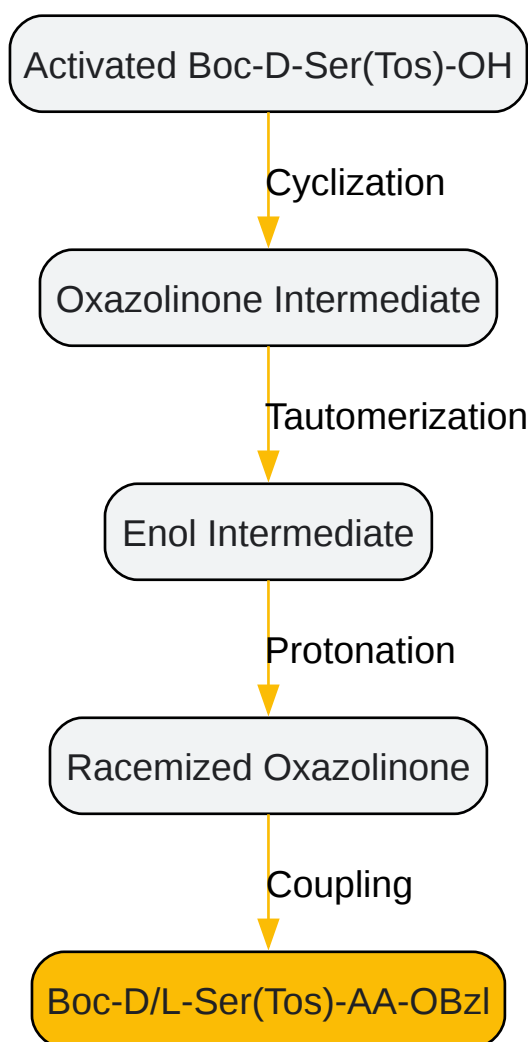 Activated Boc-D-Ser(Tos)-OH
Cyclization
Oxazolinone Intermediate
Tautomerization
Enol Intermediate
Protonation
Racemized Oxazolinone
Coupling
Boc-D/L-Ser(Tos)-AA-OBzl